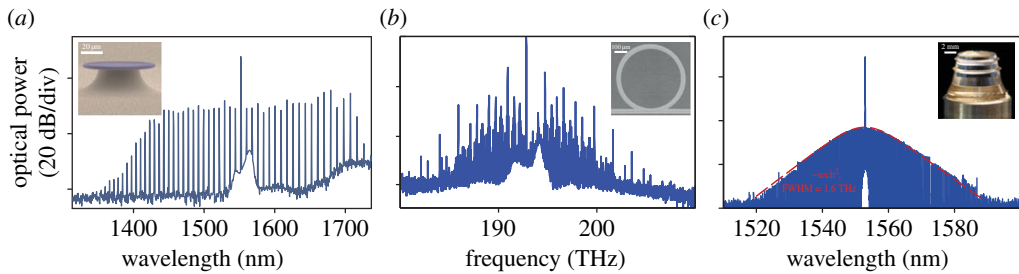 (a)
(b)
(c)
20 µm
100 µm
2 mm
optical power
(20 dB/div)
~sech²
FWHM = 1.6 THz
1400
1500
1600
1700
190
200
1520
1540
1560
1580
wavelength (nm)
frequency (THz)
wavelength (nm)